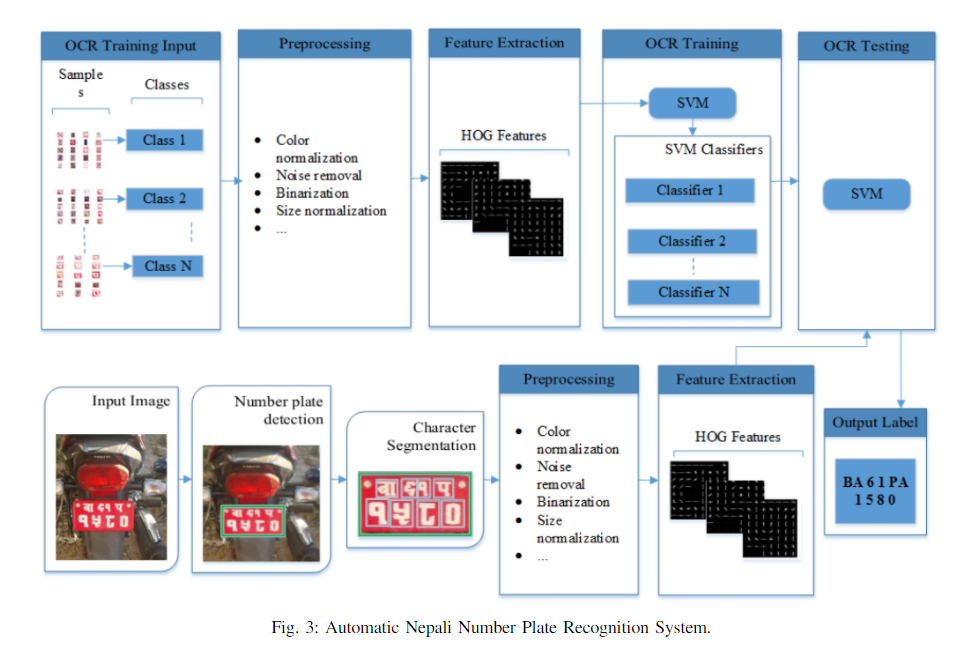 OCR Training Input
Sample
s
Classes
Class 1
Class 2
Class N
Preprocessing
• Color
normalization
• Noise removal
• Binarization
• Size normalization
• ...
Feature Extraction
HOG Features
OCR Training
SVM
SVM Classifiers
Classifier 1
Classifier 2
Classifier N
OCR Testing
SVM
Input Image
बा ६१ प
१५८०
Number plate
detection
बा ६१ प
१५८०
Character
Segmentation
बा ६१ प
१५८०
Preprocessing
• Color
normalization
• Noise
removal
• Binarization
• Size
normalization
• ...
Feature Extraction
HOG Features
Output Label
BA 6 1 PA
1 5 8 0
Fig. 3: Automatic Nepali Number Plate Recognition System.